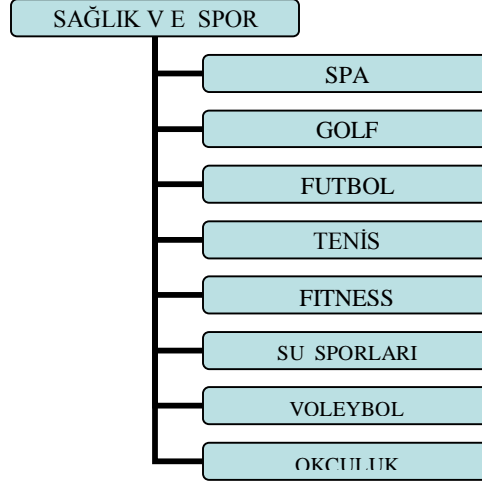 SAĞLIK V E SPOR
SPA
GOLF
FUTBOL
TENİS
FITNESS
SU SPORLARI
VOLEYBOL
OKCULUK